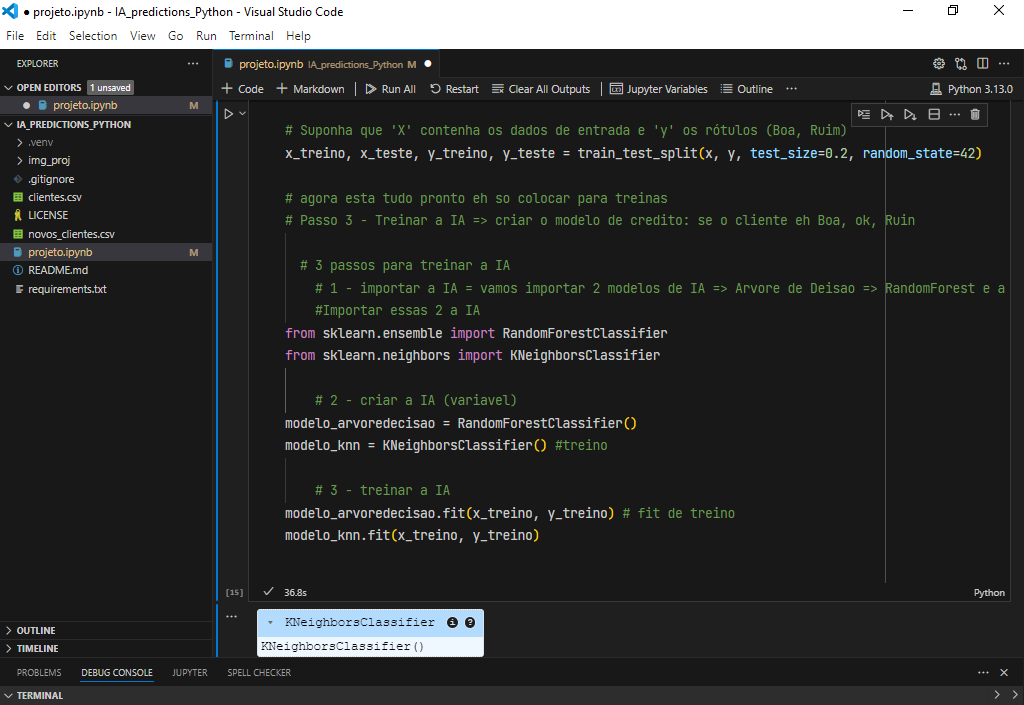 ● projeto.ipynb - IA_predictions_Python - Visual Studio Code
File Edit Selection View Go Run Terminal Help
EXPLORER ···
OPEN EDITORS 1 unsaved
● projeto.ipynb M
IA_PREDICTIONS_PYTHON
.venv
img_proj
.gitignore
clientes.csv
LICENSE
novos_clientes.csv
projeto.ipynb M
README.md
requirements.txt
OUTLINE
TIMELINE
projeto.ipynb IA_predictions_Python M ●
+ Code + Markdown Run All Restart Clear All Outputs Jupyter Variables Outline ··· Python 3.13.0
# Suponha que 'X' contenha os dados de entrada e 'y' os rótulos (Boa, Ruim)
x_treino, x_teste, y_treino, y_teste = train_test_split(x, y, test_size=0.2, random_state=42)
# agora esta tudo pronto eh so colocar para treinas
# Passo 3 - Treinar a IA => criar o modelo de credito: se o cliente eh Boa, ok, Ruin
# 3 passos para treinar a IA
# 1 - importar a IA = vamos importar 2 modelos de IA => Arvore de Deisao => RandomForest e a
#Importar essas 2 a IA
from sklearn.ensemble import RandomForestClassifier
from sklearn.neighbors import KNeighborsClassifier
# 2 - criar a IA (variavel)
modelo_arvoredecisao = RandomForestClassifier()
modelo_knn = KNeighborsClassifier() #treino
# 3 - treinar a IA
modelo_arvoredecisao.fit(x_treino, y_treino) # fit de treino
modelo_knn.fit(x_treino, y_treino)
[15] ✓ 36.8s Python
··· KNeighborsClassifier i ?
KNeighborsClassifier()
PROBLEMS DEBUG CONSOLE JUPYTER SPELL CHECKER
TERMINAL